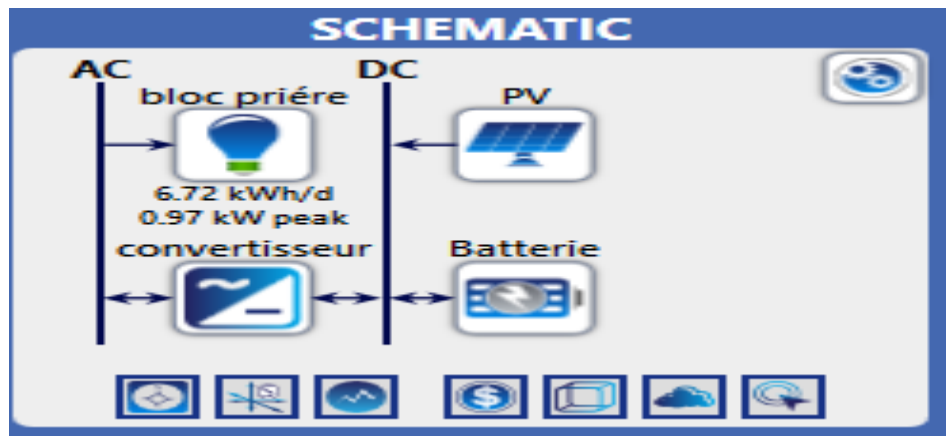 SCHEMATIC
AC DC
bloc priére PV
6.72 kWh/d
0.97 kW peak
convertisseur Batterie